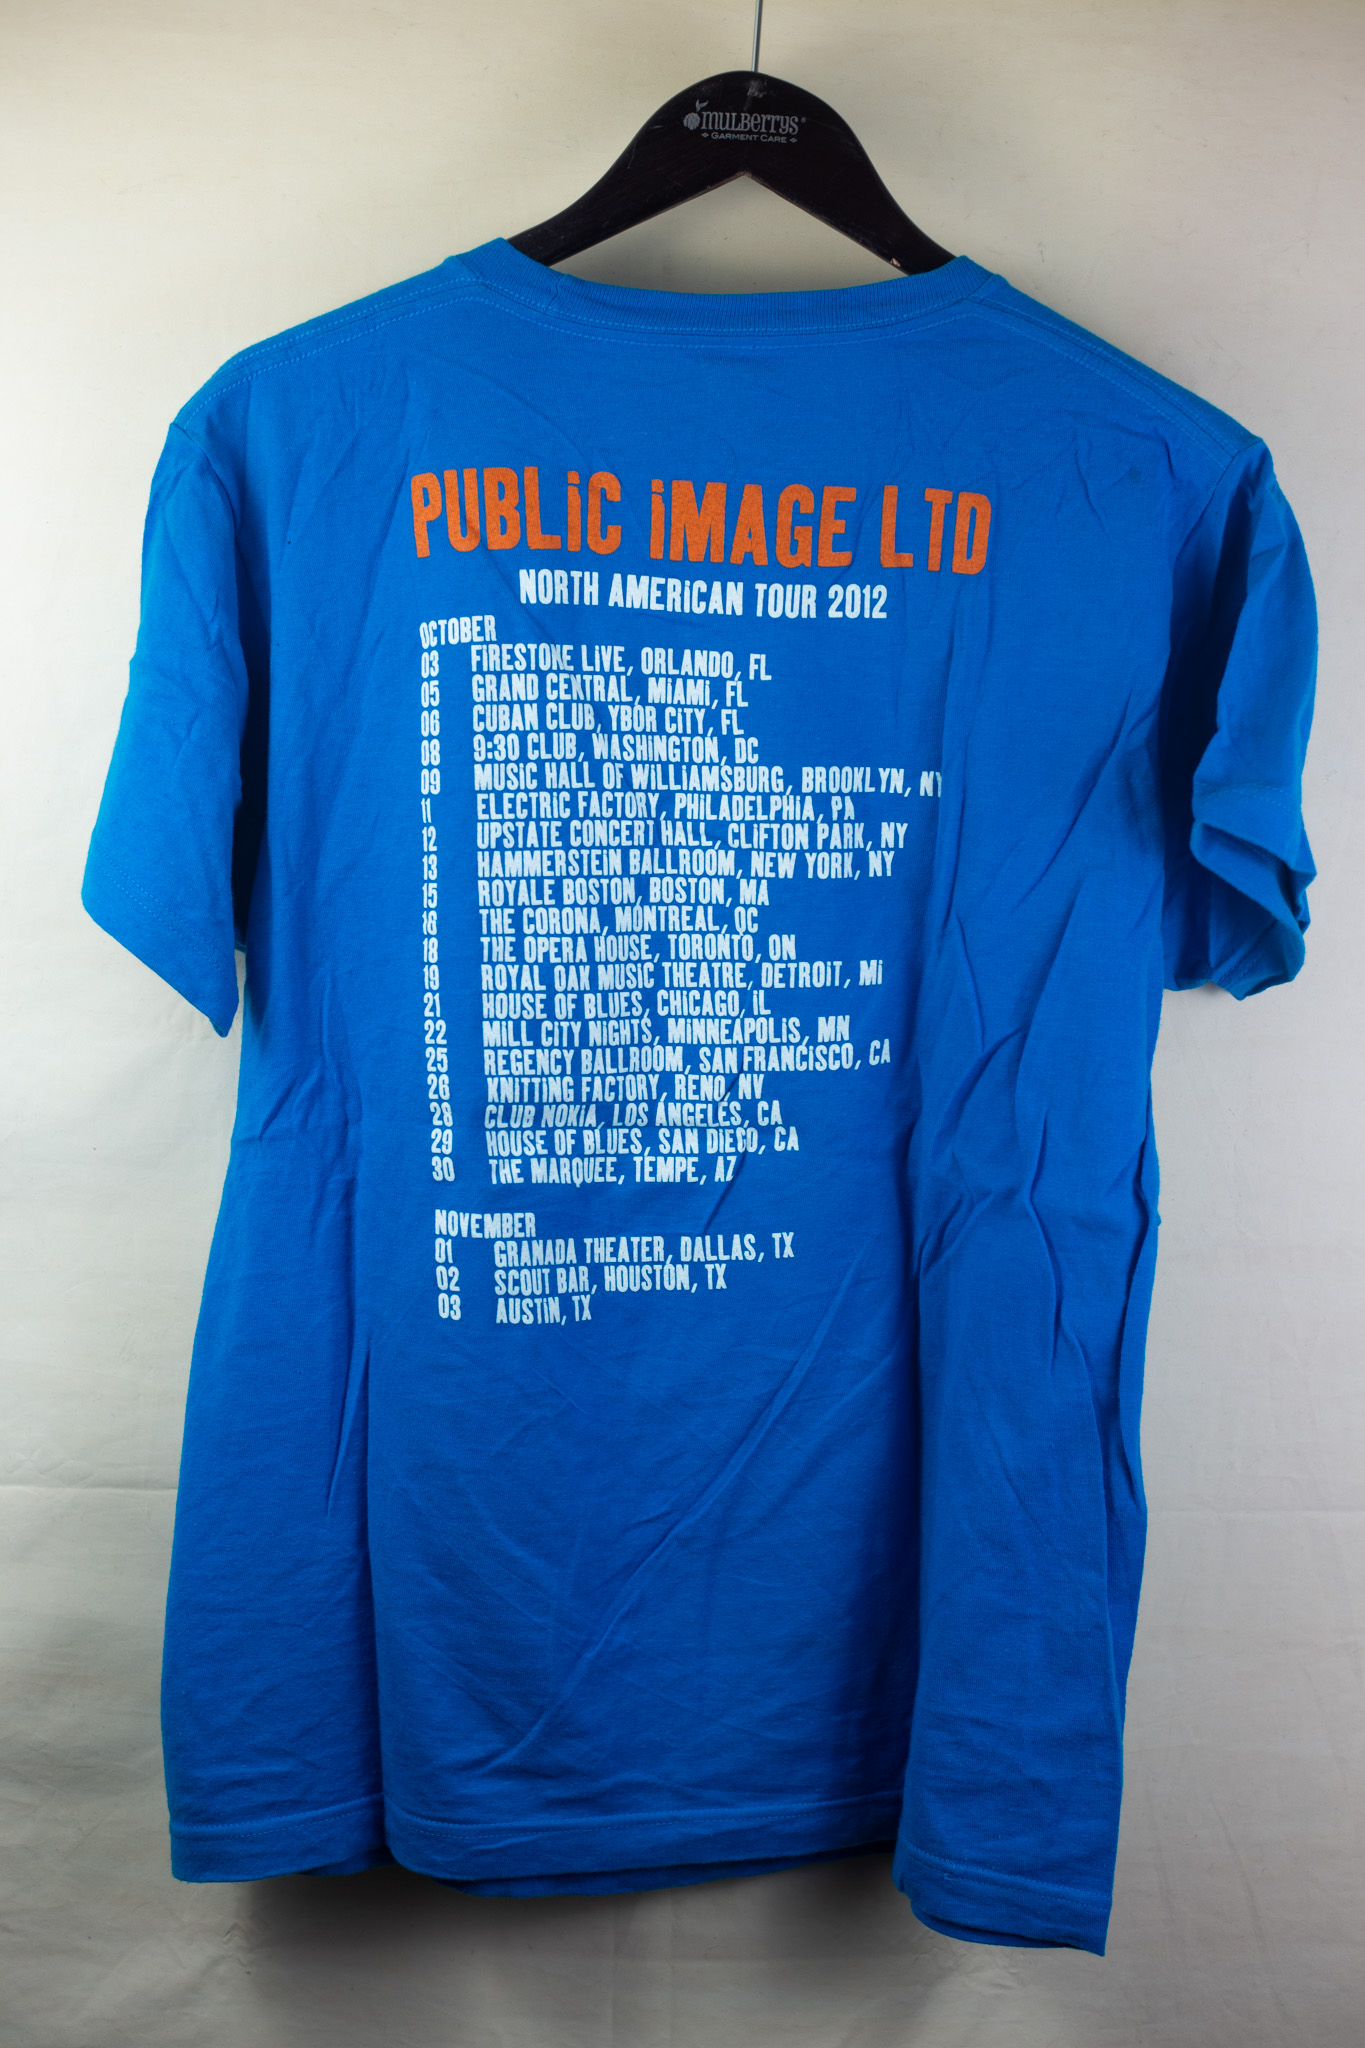 mulberrys
GARMENT CARE
PUBLiC iMAGE LTD
NORTH AMERiCAN TOUR 2012
OCTOBER
03 FiRESTONE LiVE, ORLANDO, FL
05 GRAND CENTRAL, MiAMi, FL
06 CUBAN CLUB, YBOR CiTY, FL
08 9:30 CLUB, WASHiNGTON, DC
09 MUSiC HALL OF WiLLiAMSBURG, BROOKLYN, NY
11 ELECTRiC FACTORY, PHiLADELPHiA, PA
12 UPSTATE CONCERT HALL, CLiFTON PARK, NY
13 HAMMERSTEiN BALLROOM, NEW YORK, NY
15 ROYALE BOSTON, BOSTON, MA
16 THE CORONA, MONTREAL, QC
18 THE OPERA HOUSE, TORONTO, ON
19 ROYAL OAK MUSiC THEATRE, DETROiT, Mi
21 HOUSE OF BLUES, CHiCAGO, iL
22 MiLL CiTY NiGHTS, MiNNEAPOLiS, MN
25 REGENCY BALLROOM, SAN FRANCiSCO, CA
26 KNiTTiNG FACTORY, RENO, NV
28 CLUB NOKiA, LOS ANGELES, CA
29 HOUSE OF BLUES, SAN DiEGO, CA
30 THE MARQUEE, TEMPE, AZ
NOVEMBER
01 GRANADA THEATER, DALLAS, TX
02 SCOUT BAR, HOUSTON, TX
03 AUSTiN, TX